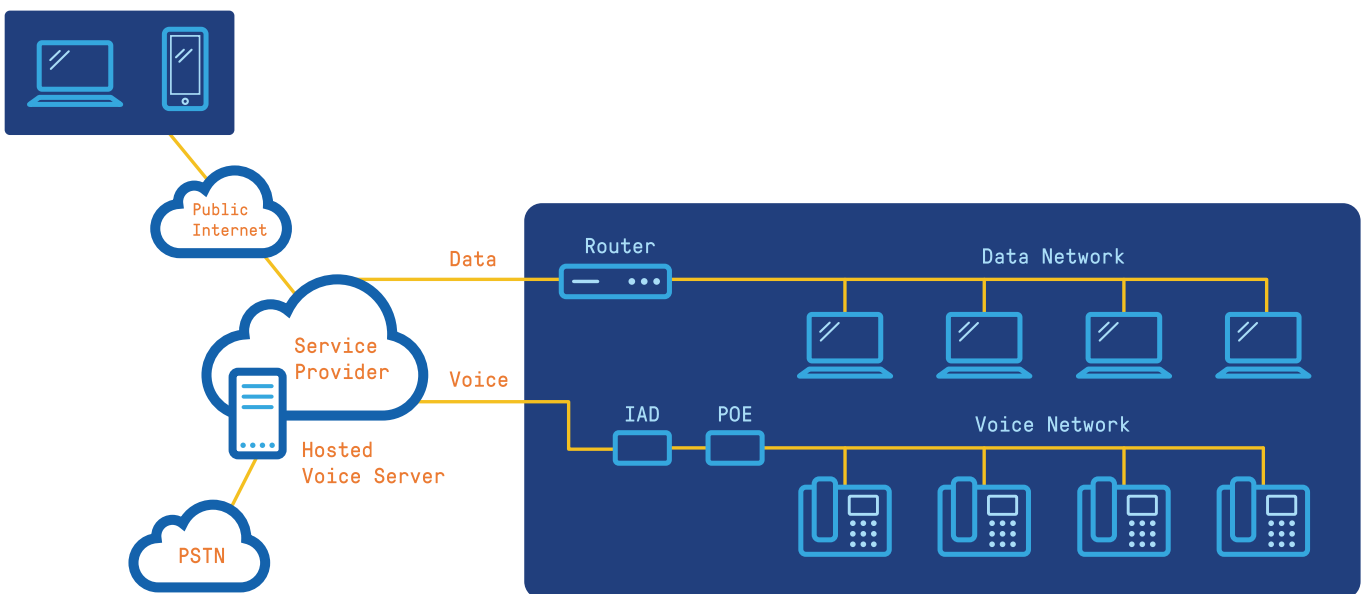 Public
Internet
Data
Router
Data Network
Service
Provider
Voice
IAD
POE
Voice Network
Hosted
Voice Server
PSTN